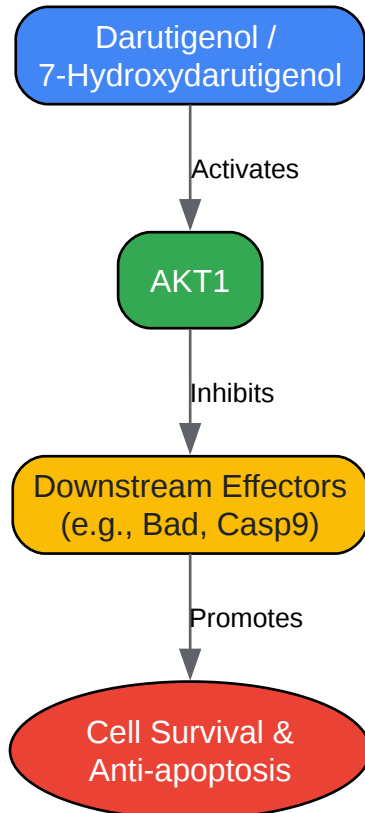 Darutigenol /
7-Hydroxydarutigenol
Activates
AKT1
Inhibits
Downstream Effectors
(e.g., Bad, Casp9)
Promotes
Cell Survival &
Anti-apoptosis